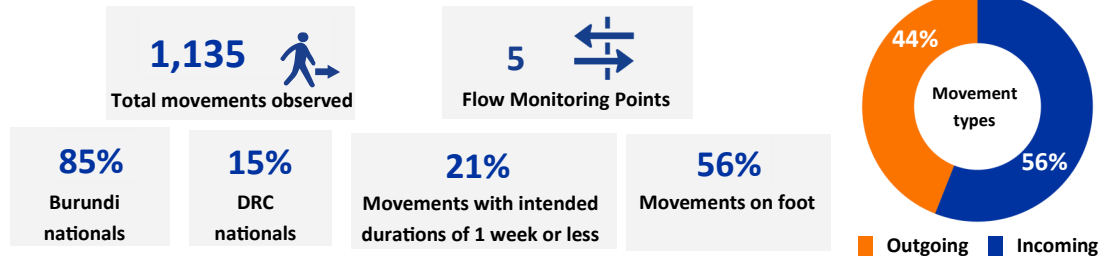 1,135
Total movements observed
5
Flow Monitoring Points
85%
Burundi
nationals
15%
DRC
nationals
21%
Movements with intended
durations of 1 week or less
56%
Movements on foot
44%
Movement
types
56%
Outgoing
Incoming